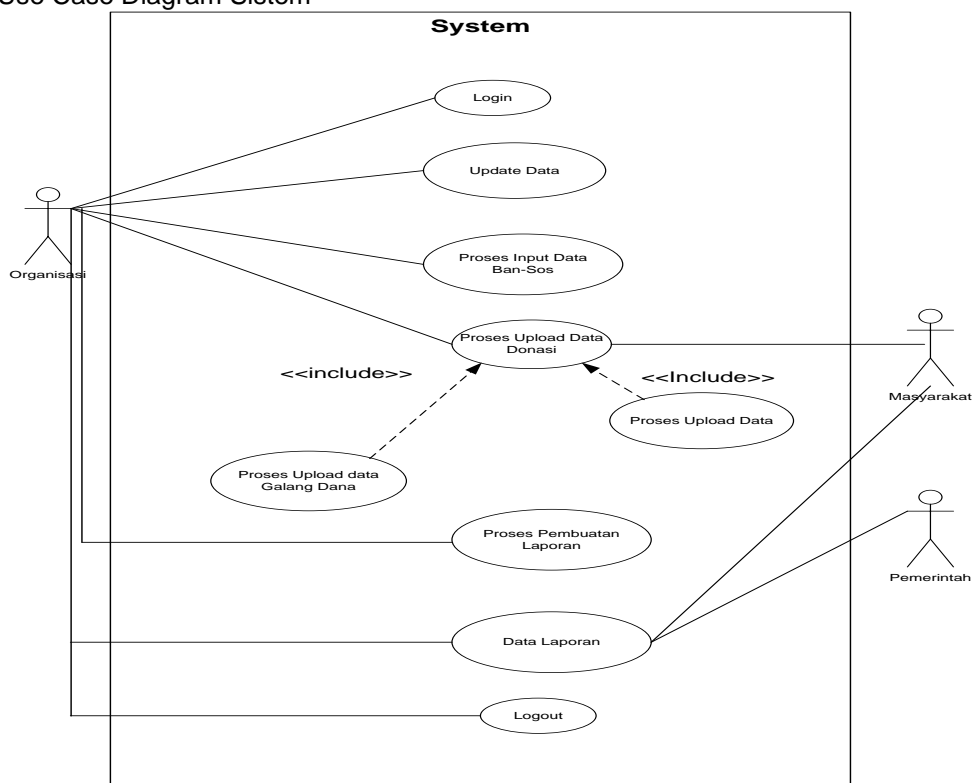 Use Case Diagram Sistem
System
Login
Update Data
Organisasi
Proses Input Data
Ban-Sos
Proses Upload Data
Donasi
<<include>>
<<Include>>
Masyarakat
Proses Upload Data
Proses Upload data
Galang Dana
Proses Pembuatan
Laporan
Pemerintah
Data Laporan
Logout